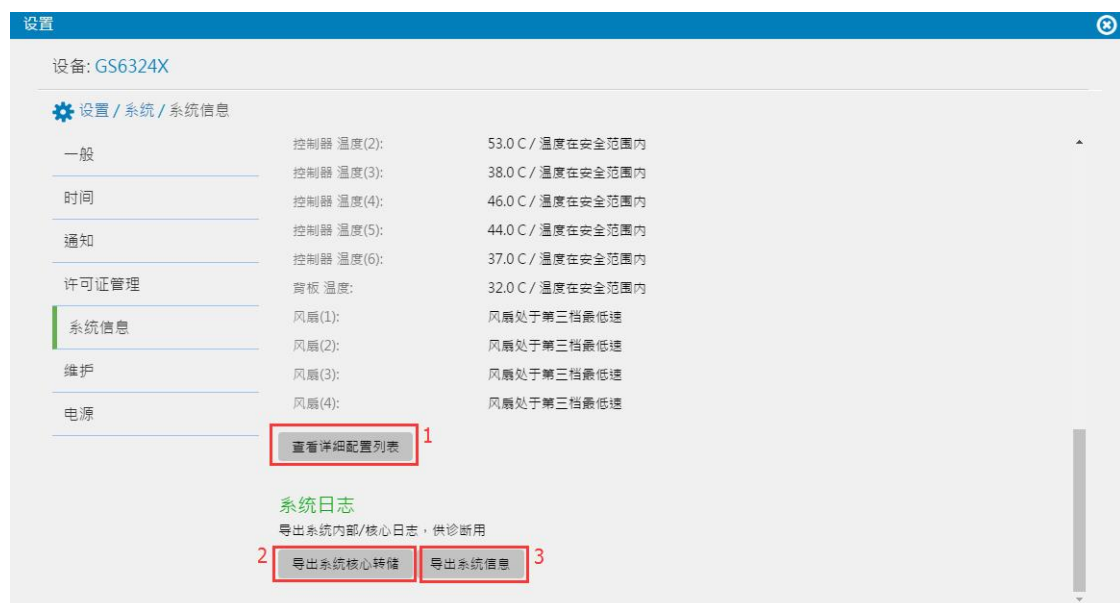 设置
设备: GS6324X
设置 / 系统 / 系统信息
一般
时间
通知
许可证管理
系统信息
维护
电源
控制器 温度(2): 53.0 C / 温度在安全范围内
控制器 温度(3): 38.0 C / 温度在安全范围内
控制器 温度(4): 46.0 C / 温度在安全范围内
控制器 温度(5): 44.0 C / 温度在安全范围内
控制器 温度(6): 37.0 C / 温度在安全范围内
背板 温度: 32.0 C / 温度在安全范围内
风扇(1): 风扇处于第三档最低速
风扇(2): 风扇处于第三档最低速
风扇(3): 风扇处于第三档最低速
风扇(4): 风扇处于第三档最低速
查看详细配置列表 1
系统日志
导出系统内部/核心日志，供诊断用
2 导出系统核心转储 导出系统信息 3